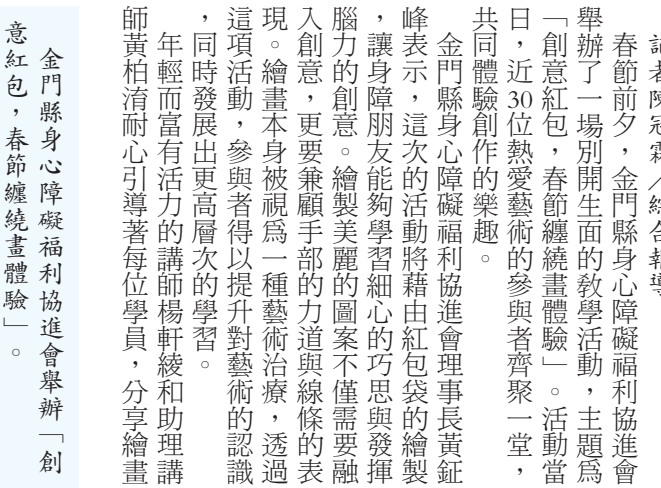 記者陳冠霖／綜合報導
春節前夕，金門縣身心障礙福利協進會
舉辦了一場別開生面的教學活動，主題為
「創意紅包，春節纏繞畫體驗」。活動當
日，近30位熱愛藝術的參與者齊聚一堂，
共同體驗創作的樂趣。
金門縣身心障礙福利協進會理事長黃鉦
峰表示，這次的活動將藉由紅包袋的繪製
，讓身障朋友能夠學習細心的巧思與發揮
腦力的創意。繪製美麗的圖案不僅需要融
入創意，更要兼顧手部的力道與線條的表
現。繪畫本身被視為一種藝術治療，透過
這項活動，參與者得以提升對藝術的認識
，同時發展出更高層次的學習。
年輕而富有活力的講師楊軒綾和助理講
師黃柏淯耐心引導著每位學員，分享繪畫
金門縣身心障礙福利協進會舉辦「創
意紅包，春節纏繞畫體驗」。